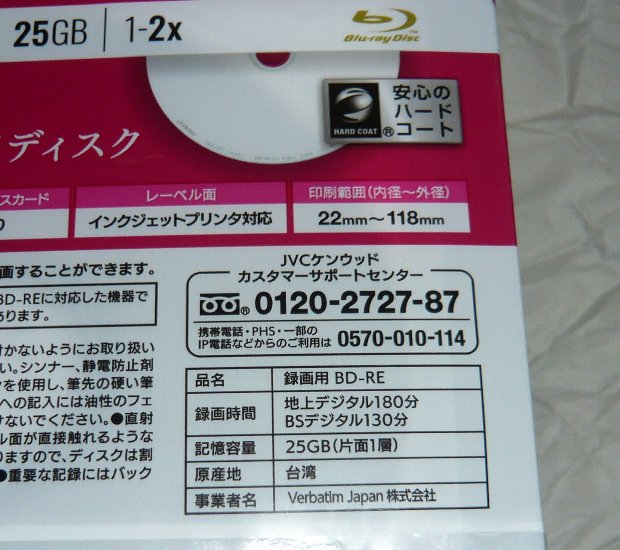 25GB 1-2x
Blu-ray Disc
安心の
ハード
コート
HARD COAT ®
ディスク
スカード
レーベル面
印刷範囲(内径〜外径)
インクジェットプリンタ対応
22mm〜118mm
画することができます。
BD-REに対応した機器で
あります。
JVCケンウッド
カスタマーサポートセンター
® 0120-2727-87
携帯電話・PHS・一部の
IP電話などからのご利用は 0570-010-114
付かないようにお取り扱い
い。シンナー、静電防止剤
を使用し、筆先の硬い筆
への記入には油性のフェ
けないでください。●直射
ル面が直接触れるような
りますので、ディスクは割
●重要な記録にはバック
品名 録画用 BD-RE
録画時間 地上デジタル180分
BSデジタル130分
記憶容量 25GB(片面1層)
原産地 台湾
事業者名 Verbatim Japan 株式会社